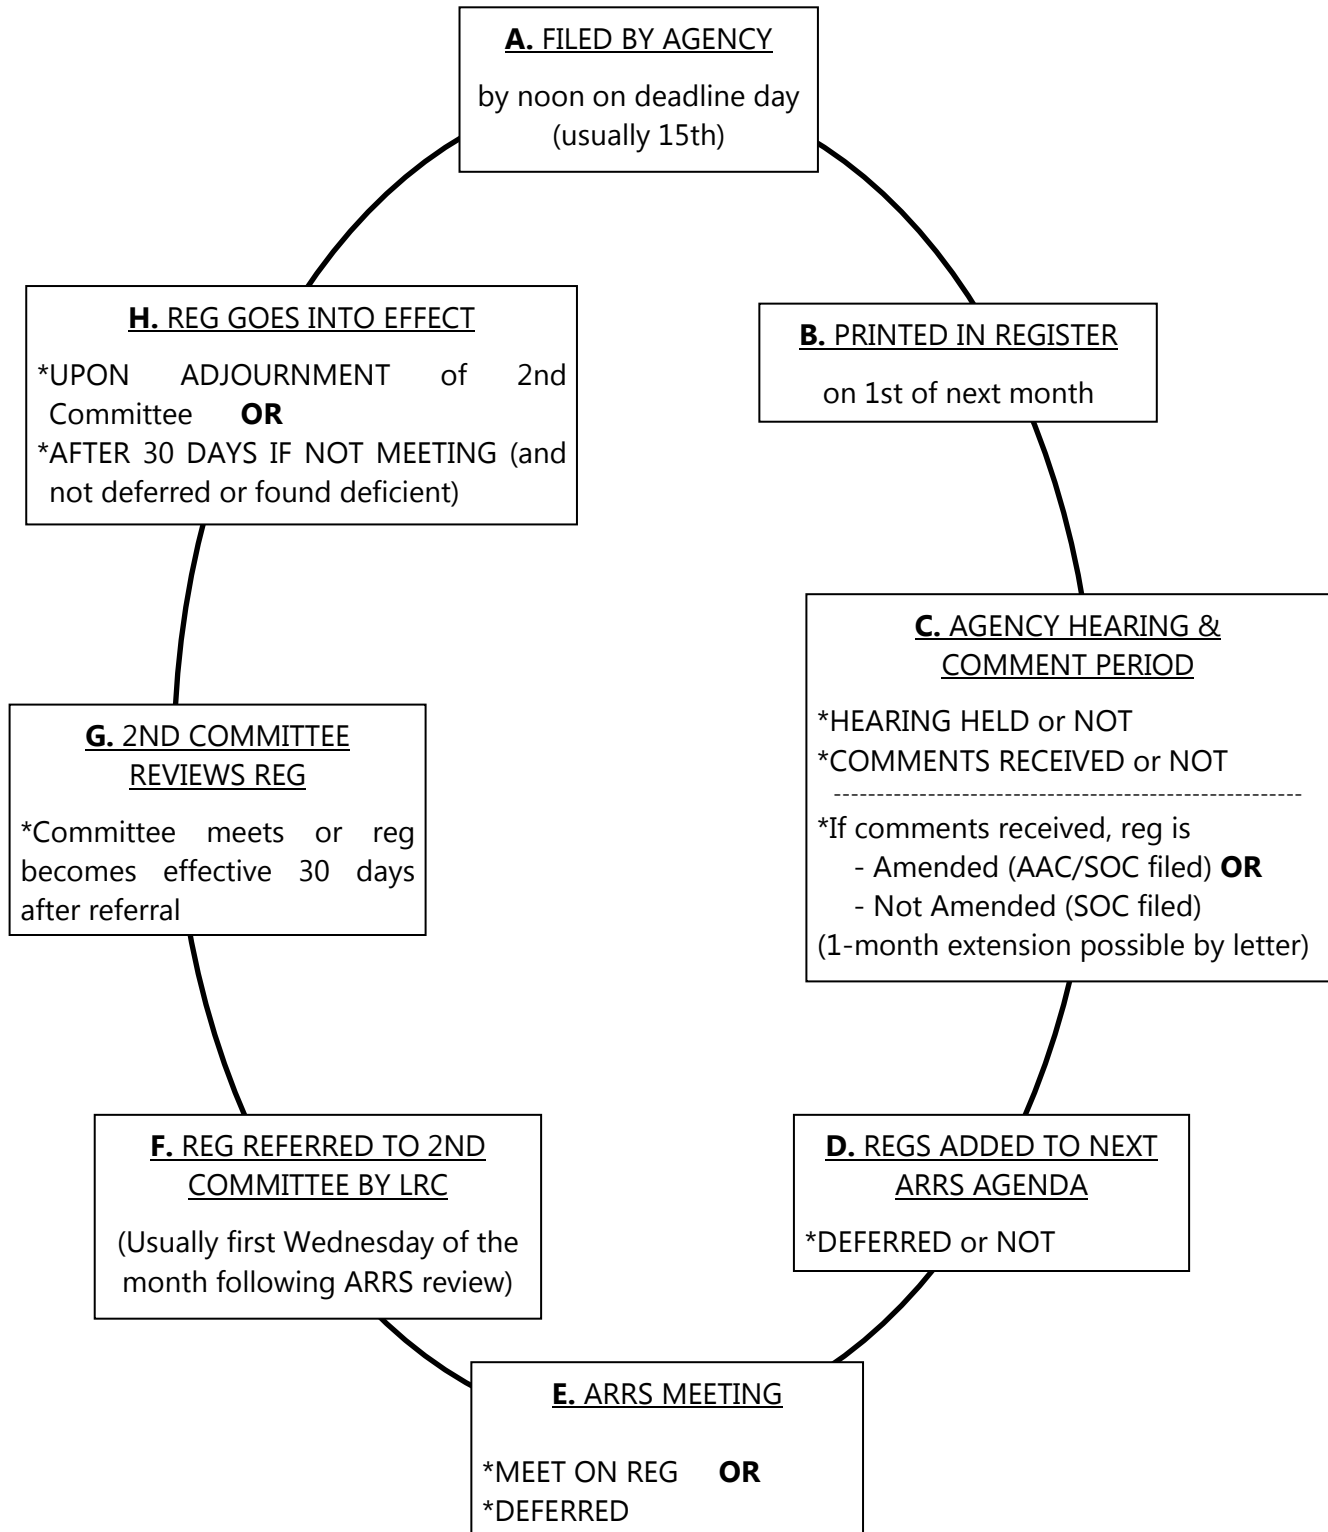 A. FILED BY AGENCY
by noon on deadline day
(usually 15th)
B. PRINTED IN REGISTER
on 1st of next month
C. AGENCY HEARING &
COMMENT PERIOD
*HEARING HELD or NOT
*COMMENTS RECEIVED or NOT
-------------------------------------------------------
*If comments received, reg is
- Amended (AAC/SOC filed) OR
- Not Amended (SOC filed)
(1-month extension possible by letter)
D. REGS ADDED TO NEXT
ARRS AGENDA
*DEFERRED or NOT
E. ARRS MEETING
*MEET ON REG OR
*DEFERRED
F. REG REFERRED TO 2ND
COMMITTEE BY LRC
(Usually first Wednesday of the
month following ARRS review)
G. 2ND COMMITTEE
REVIEWS REG
*Committee meets or reg
becomes effective 30 days
after referral
H. REG GOES INTO EFFECT
*UPON ADJOURNMENT of 2nd
Committee OR
*AFTER 30 DAYS IF NOT MEETING (and
not deferred or found deficient)